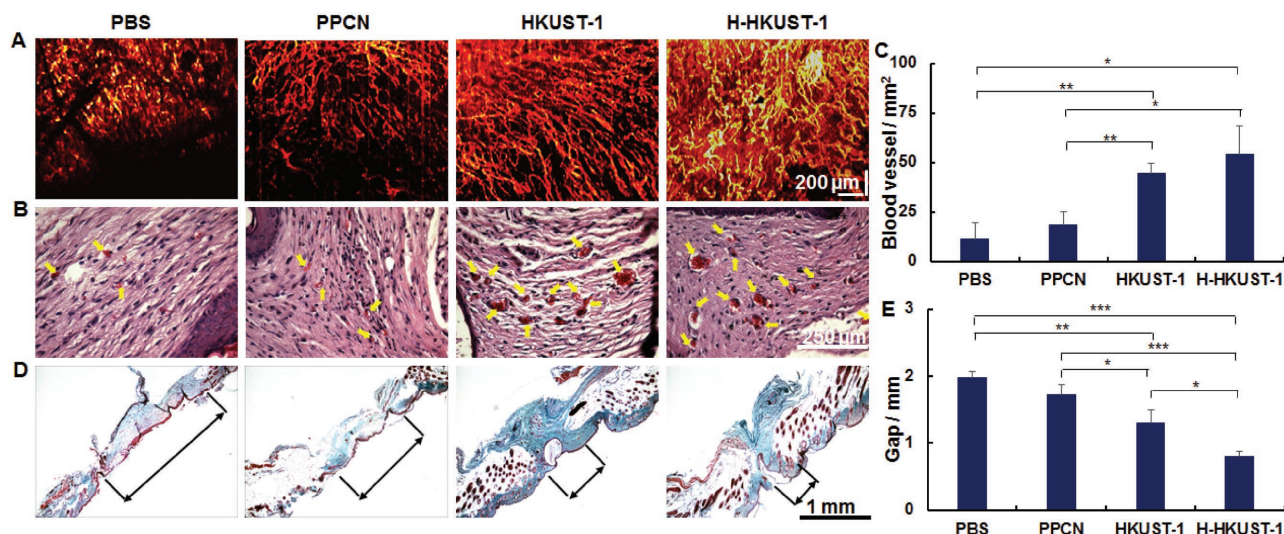 PBS PPCN HKUST-1 H-HKUST-1
A
200 µm
B
250 µm
C
Blood vessel / mm²
100
75
50
25
0
*
**
*
**
PBS PPCN HKUST-1 H-HKUST-1
D
1 mm
E
Gap / mm
3
2
1
0
***
**
***
*
*
PBS PPCN HKUST-1 H-HKUST-1